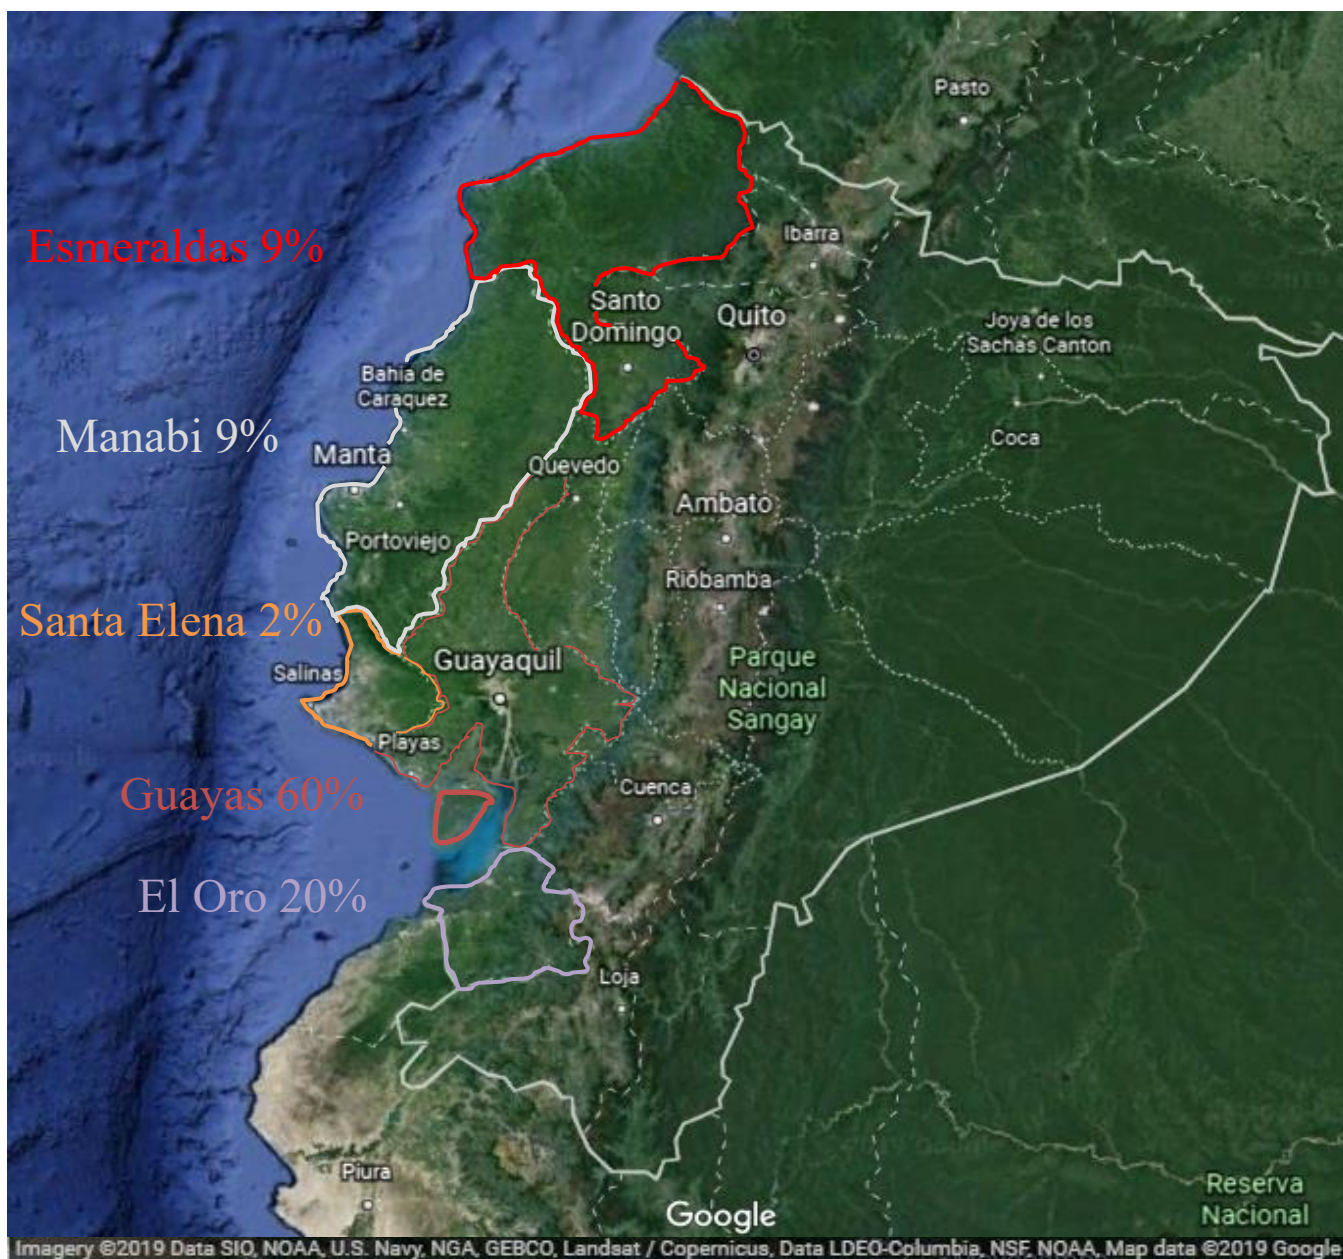 Pasto
Ibarra
Esmeraldas 9%
Santo
Domingo
Quito
Joya de los
Sachas Canton
Bahía de
Caraquez
Manabi 9%
Manta
Coca
Quevedo
Ambato
Portoviejo
Riobamba
Santa Elena 2%
Guayaquil
Parque
Nacional
Sangay
Salinas
Playas
Guayas 60%
Cuenca
El Oro 20%
Loja
Piura
Google
Reserva
Nacional
Imagery ©2019 Data SIO, NOAA, U.S. Navy, NGA, GEBCO, Landsat / Copernicus, Data LDEO-Columbia, NSF, NOAA, Map data ©2019 Googl